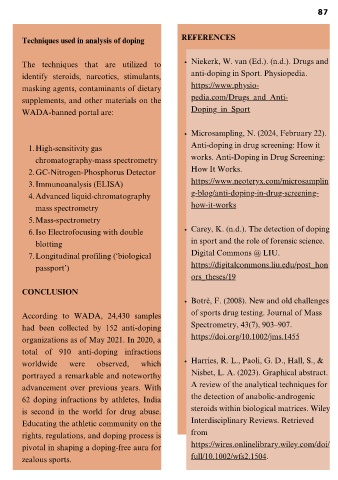 87
Techniques used in analysis of doping
The techniques that are utilized to
identify steroids, narcotics, stimulants,
masking agents, contaminants of dietary
supplements, and other materials on the
WADA-banned portal are:
1. High-sensitivity gas
chromatography-mass spectrometry
2. GC-Nitrogen-Phosphorus Detector
3. Immunoanalysis (ELISA)
4. Advanced liquid-chromatography
mass spectrometry
5. Mass-spectrometry
6. Iso Electrofocusing with double
blotting
7. Longitudinal profiling ('biological
passport')
CONCLUSION
According to WADA, 24,430 samples
had been collected by 152 anti-doping
organizations as of May 2021. In 2020, a
total of 910 anti-doping infractions
worldwide were observed, which
portrayed a remarkable and noteworthy
advancement over previous years. With
62 doping infractions by athletes, India
is second in the world for drug abuse.
Educating the athletic community on the
rights, regulations, and doping process is
pivotal in shaping a doping-free aura for
zealous sports.
REFERENCES
• Niekerk, W. van (Ed.). (n.d.). Drugs and
anti-doping in Sport. Physiopedia.
https://www.physio-
pedia.com/Drugs_and_Anti-
Doping_in_Sport
• Microsampling, N. (2024, February 22).
Anti-doping in drug screening: How it
works. Anti-Doping in Drug Screening:
How It Works.
https://www.neoteryx.com/microsamplin
g-blog/anti-doping-in-drug-screening-
how-it-works
• Carey, K. (n.d.). The detection of doping
in sport and the role of forensic science.
Digital Commons @ LIU.
https://digitalcommons.liu.edu/post_hon
ors_theses/19
• Botrè, F. (2008). New and old challenges
of sports drug testing. Journal of Mass
Spectrometry, 43(7), 903–907.
https://doi.org/10.1002/jms.1455
• Harries, R. L., Paoli, G. D., Hall, S., &
Nisbet, L. A. (2023). Graphical abstract.
A review of the analytical techniques for
the detection of anabolic-androgenic
steroids within biological matrices. Wiley
Interdisciplinary Reviews. Retrieved
from
https://wires.onlinelibrary.wiley.com/doi/
full/10.1002/wfs2.1504.